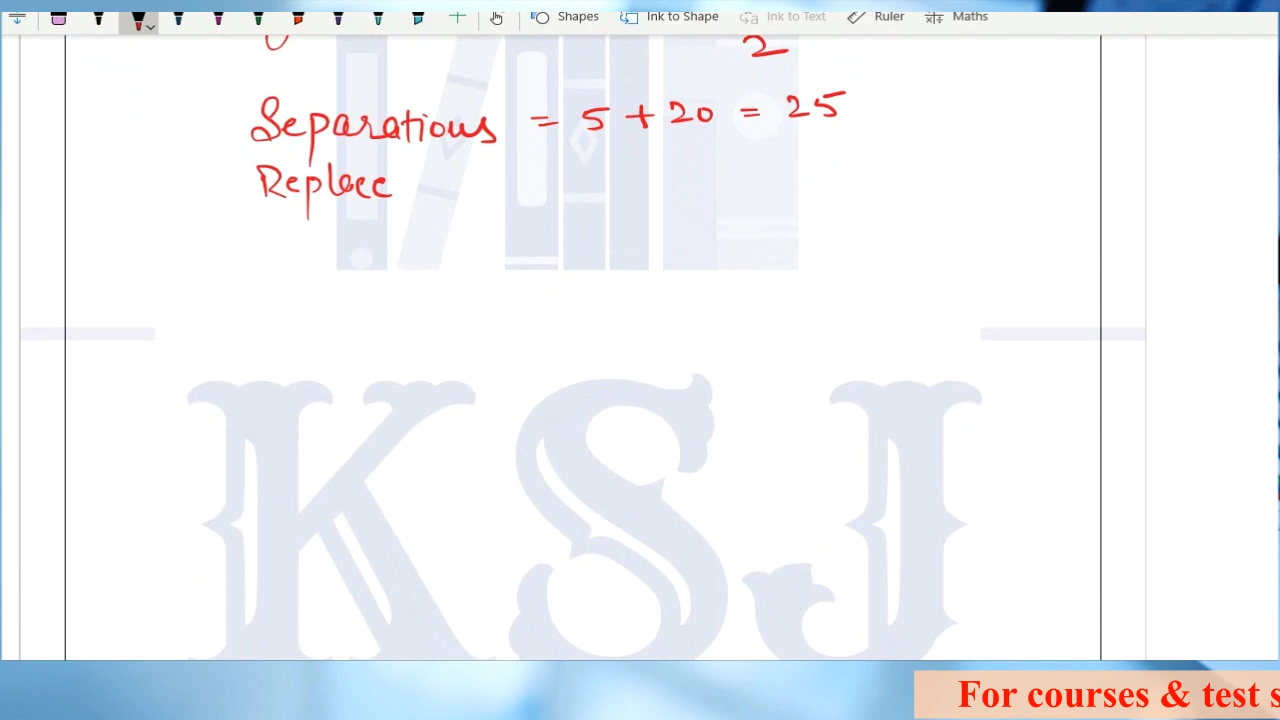 Shapes Ink to Shape Ink to Text Ruler Maths
2
Separations = 5 + 20 = 25
Replace
KSJ
For courses & test s